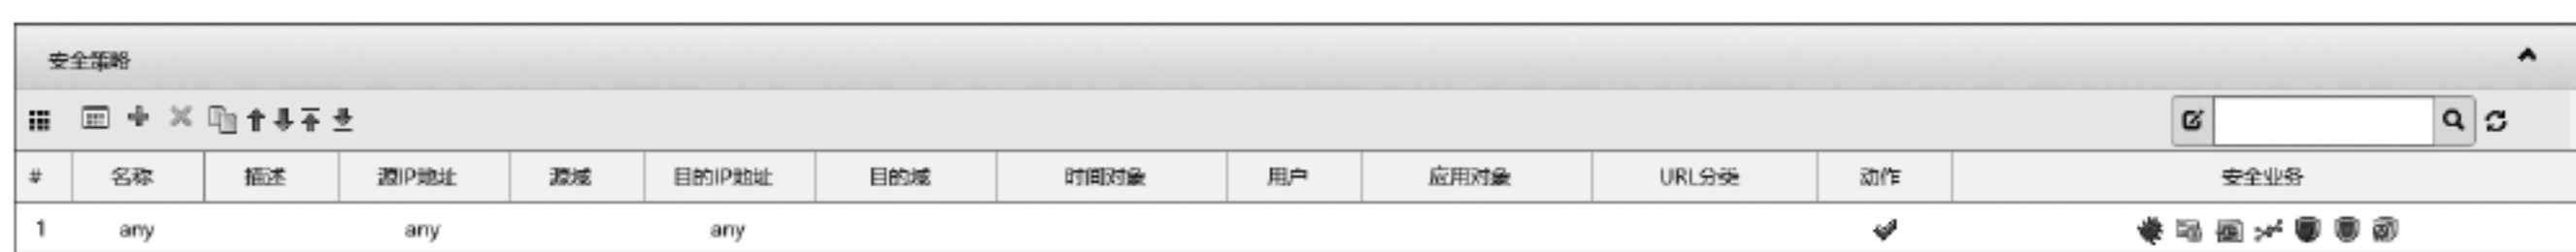 安全策略
# 名称 描述 源IP地址 源域 目的IP地址 目的域 时间对象 用户 应用对象 URL分类 动作 安全业务
1 any any any